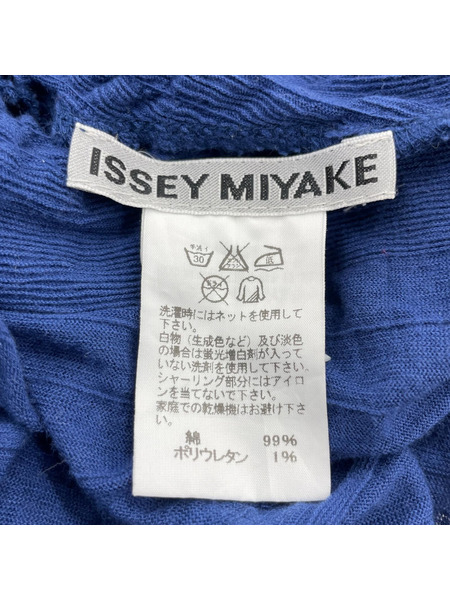 ISSEY MIYAKE
30
低
洗濯時にはネットを使用して
下さい。
白物（生成色など）及び淡色
の場合は蛍光増白剤が入って
いない洗剤を使用して下さい。
シャーリング部分にはアイロ
ンを当てないで下さい。
家庭での乾燥機はお避け下さ
い。
綿 99%
ポリウレタン 1%